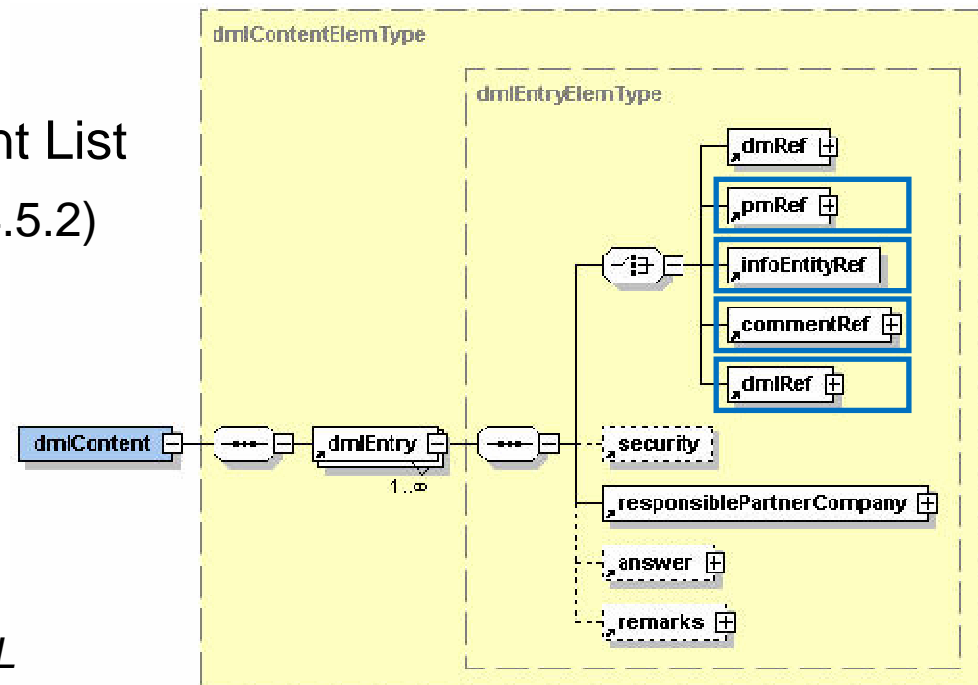 dmlContentElemType
dmlEntryElemType
nt List
.5.2)
dmRef
pmRef
infoEntityRef
commentRef
dmlRef
dmlContent
dmlEntry
1..∞
security
responsiblePartnerCompany
answer
remarks
L